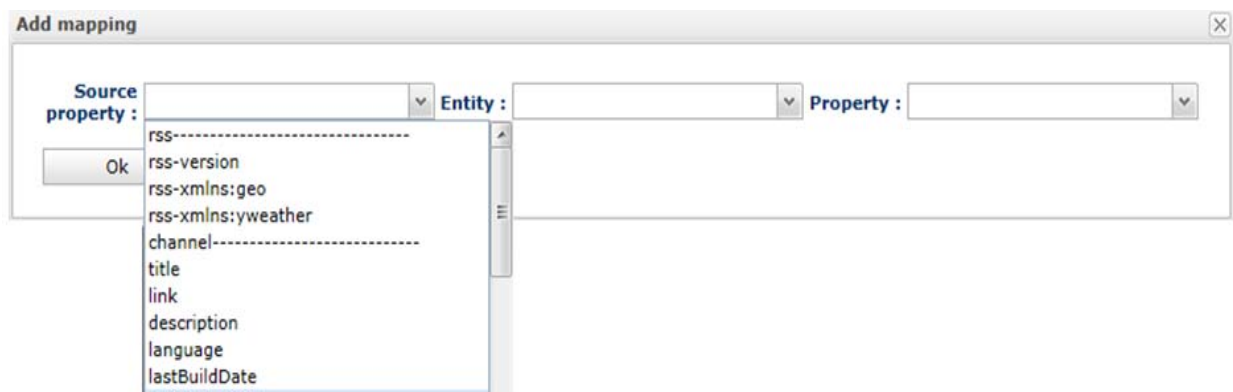 Add mapping
Source property :
Entity :
Property :
rss--------------------------------
Ok
rss-version
rss-xmlns:geo
rss-xmlns:yweather
channel----------------------------
title
link
description
language
lastBuildDate